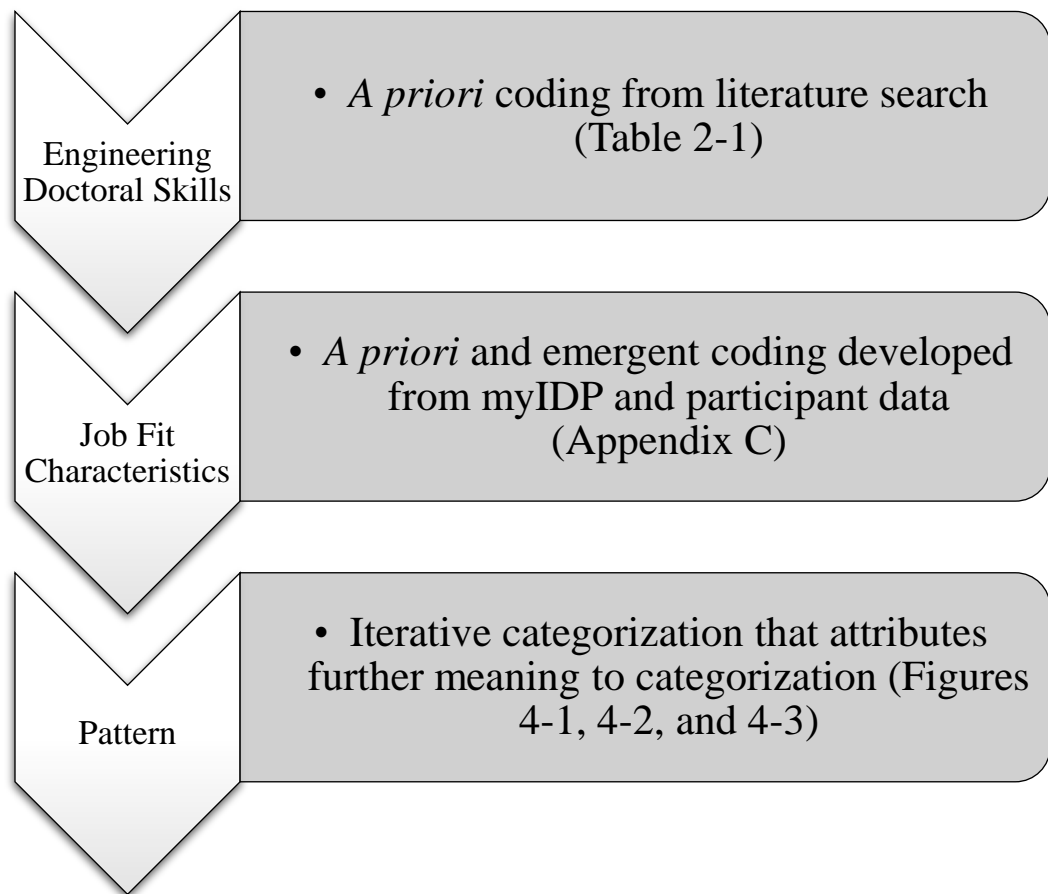 Engineering
Doctoral Skills
• A priori coding from literature search
(Table 2-1)
Job Fit
Characteristics
• A priori and emergent coding developed
from myIDP and participant data
(Appendix C)
Pattern
• Iterative categorization that attributes
further meaning to categorization (Figures
4-1, 4-2, and 4-3)